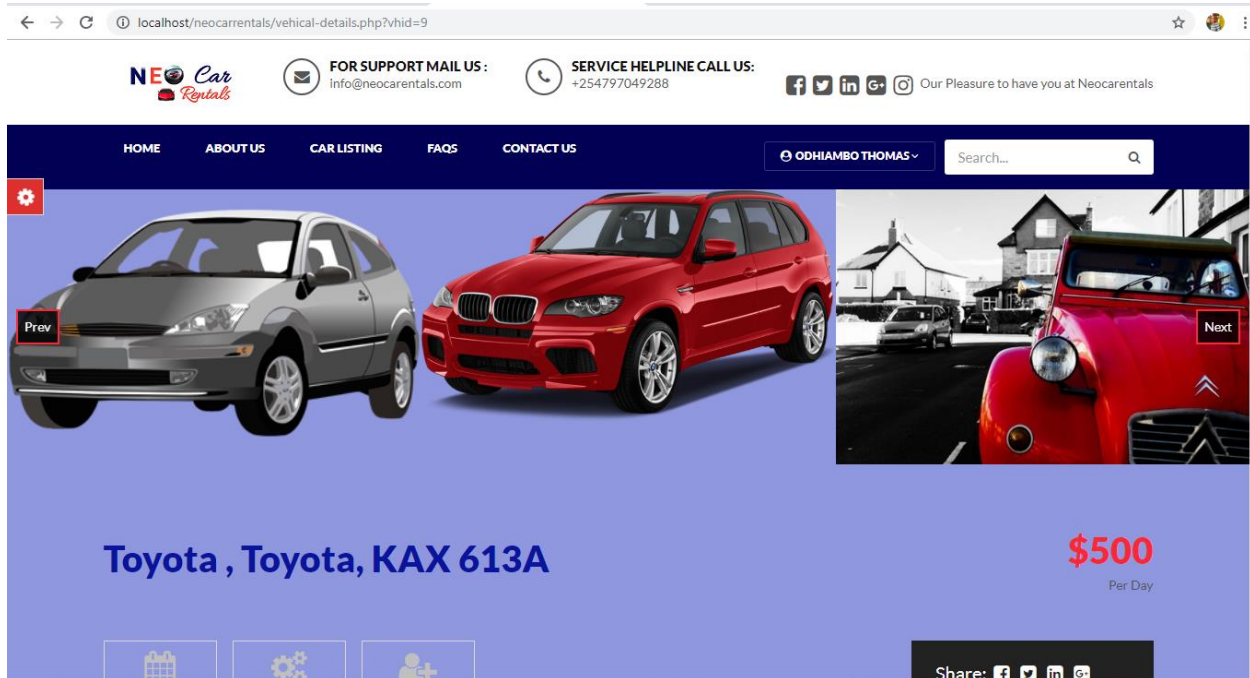 localhost/neocarrentals/vehical-details.php?vhid=9
NEO Car
Rentals
FOR SUPPORT MAIL US :
info@neocarentals.com
SERVICE HELPLINE CALL US:
+254797049288
Our Pleasure to have you at Neocarentals
HOME ABOUT US CAR LISTING FAQS CONTACT US
ODHIAMBO THOMAS
Search...
Prev
Next
Toyota , Toyota, KAX 613A
$500
Per Day
Share: